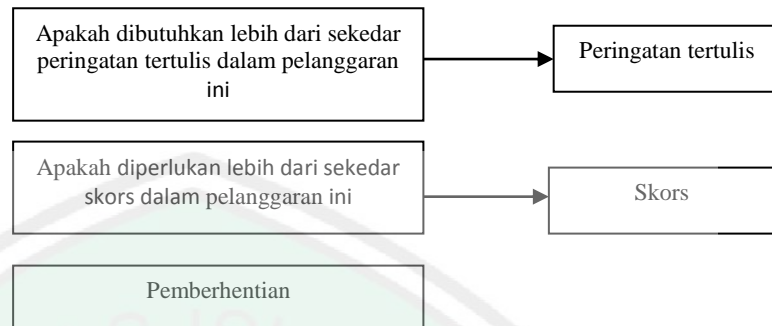 Apakah dibutuhkan lebih dari sekedar
peringatan tertulis dalam pelanggaran
ini
Peringatan tertulis
Apakah diperlukan lebih dari sekedar
skors dalam pelanggaran ini
Skors
Pemberhentian